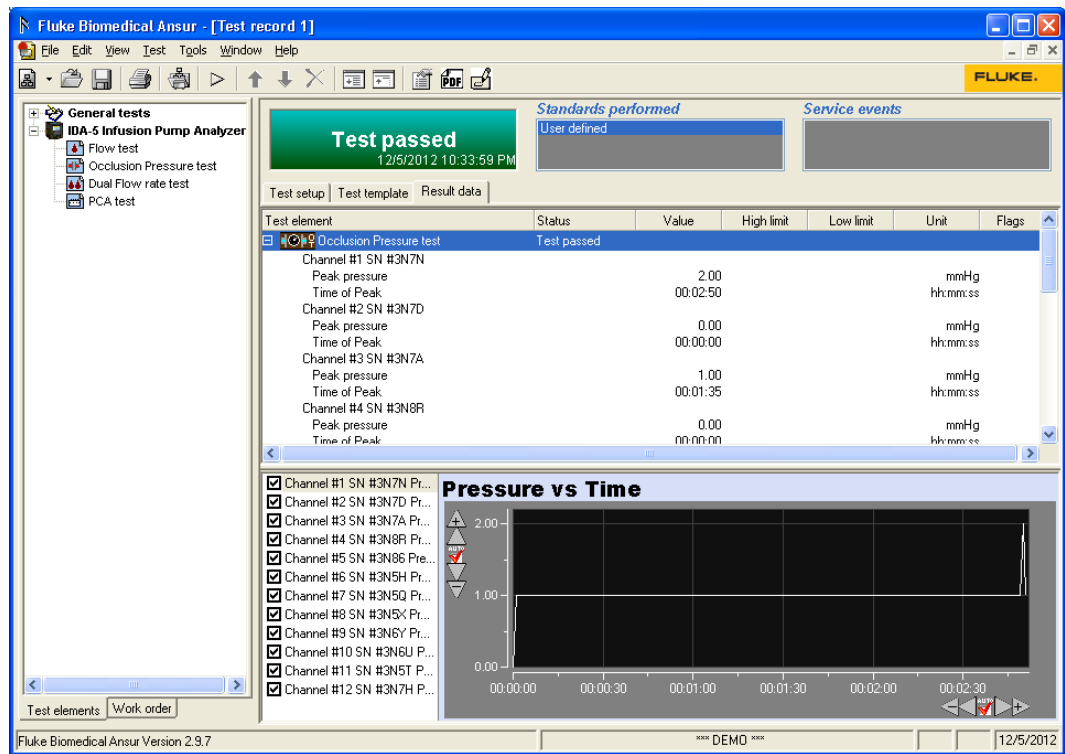 Fluke Biomedical Ansur - [Test record 1]
File Edit View Test Tools Window Help
PDF
FLUKE.
General tests
IDA-5 Infusion Pump Analyzer
Flow test
Occlusion Pressure test
Dual Flow rate test
PCA test
Test passed
12/5/2012 10:33:59 PM
Standards performed
User defined
Service events
Test setup Test template Result data
Test element Status Value High limit Low limit Unit Flags
Occlusion Pressure test Test passed
Channel #1 SN #3N7N
Peak pressure 2.00 mmHg
Time of Peak 00:02:50 hh:mm:ss
Channel #2 SN #3N7D
Peak pressure 0.00 mmHg
Time of Peak 00:00:00 hh:mm:ss
Channel #3 SN #3N7A
Peak pressure 1.00 mmHg
Time of Peak 00:01:35 hh:mm:ss
Channel #4 SN #3N8R
Peak pressure 0.00 mmHg
Time of Peak 00:00:00 hh:mm:ss
Channel #1 SN #3N7N Pr...
Channel #2 SN #3N7D Pr...
Channel #3 SN #3N7A Pr...
Channel #4 SN #3N8R Pr...
Channel #5 SN #3N86 Pre...
Channel #6 SN #3N5H Pr...
Channel #7 SN #3N5Q Pr...
Channel #8 SN #3N5X Pr...
Channel #9 SN #3N6Y Pr...
Channel #10 SN #3N6U P...
Channel #11 SN #3N5T P...
Channel #12 SN #3N7H P...
Pressure vs Time
2.00
AUTO
1.00
0.00
00:00:00 00:00:30 00:01:00 00:01:30 00:02:00 00:02:30
AUTO
Test elements Work order
Fluke Biomedical Ansur Version 2.9.7 *** DEMO *** 12/5/2012